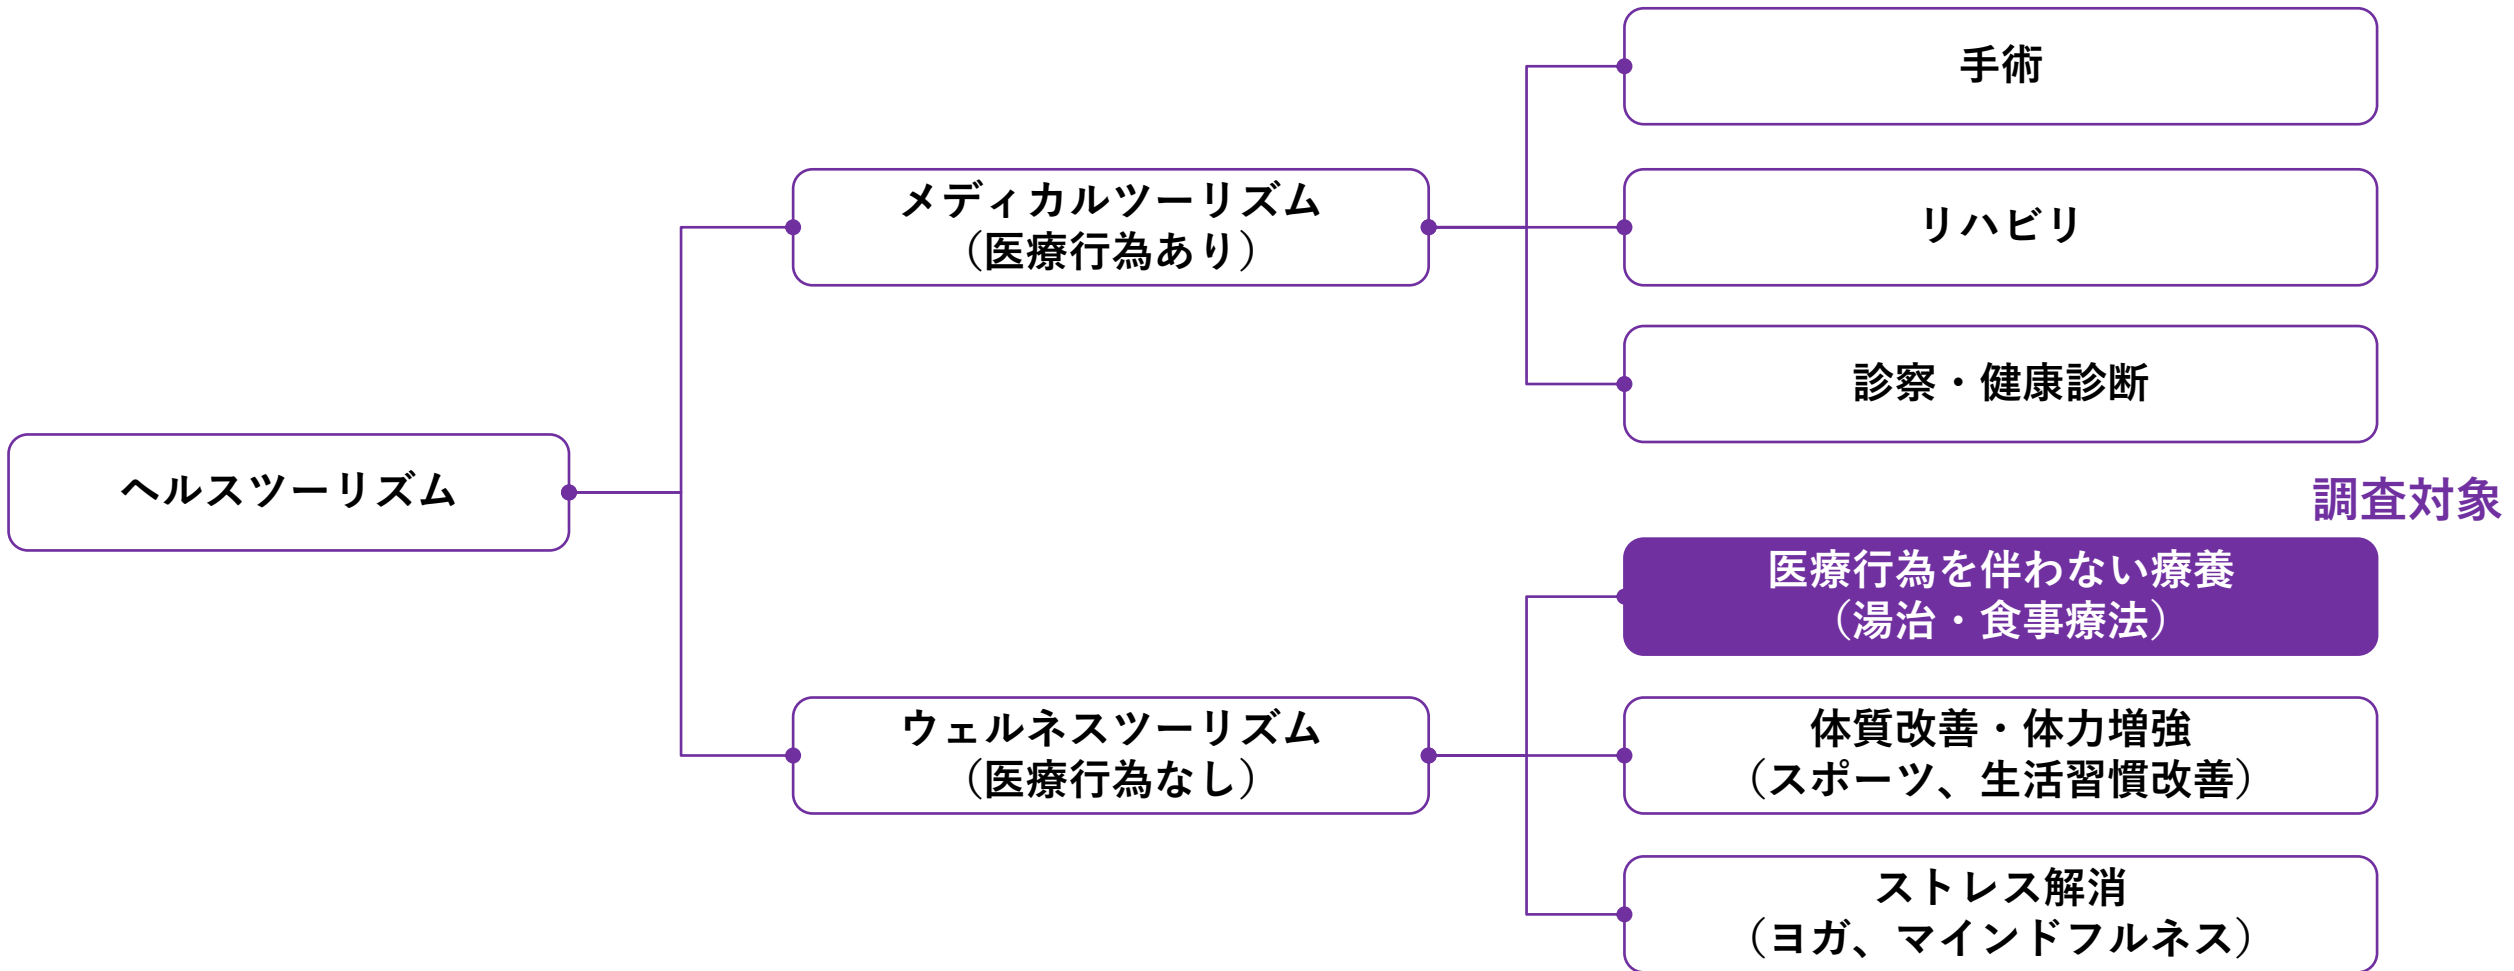 ヘルスツーリズム
メディカルツーリズム
（医療行為あり）
手術
リハビリ
診察・健康診断
ウェルネスツーリズム
（医療行為なし）
調査対象
医療行為を伴わない療養
（湯治・食事療法）
体質改善・体力増強
（スポーツ、生活習慣改善）
ストレス解消
（ヨガ、マインドフルネス）